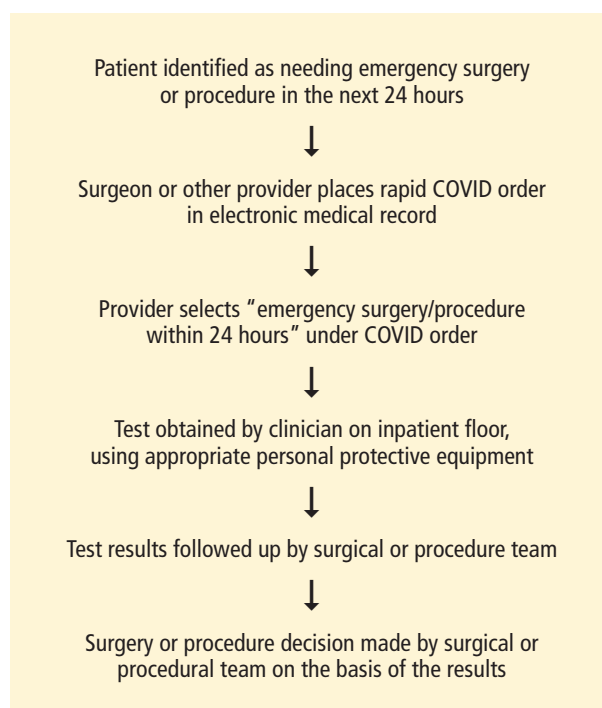 Patient identified as needing emergency surgery
or procedure in the next 24 hours
Surgeon or other provider places rapid COVID order
in electronic medical record
Provider selects “emergency surgery/procedure
within 24 hours” under COVID order
Test obtained by clinician on inpatient floor,
using appropriate personal protective equipment
Test results followed up by surgical or procedure team
Surgery or procedure decision made by surgical or
procedural team on the basis of the results